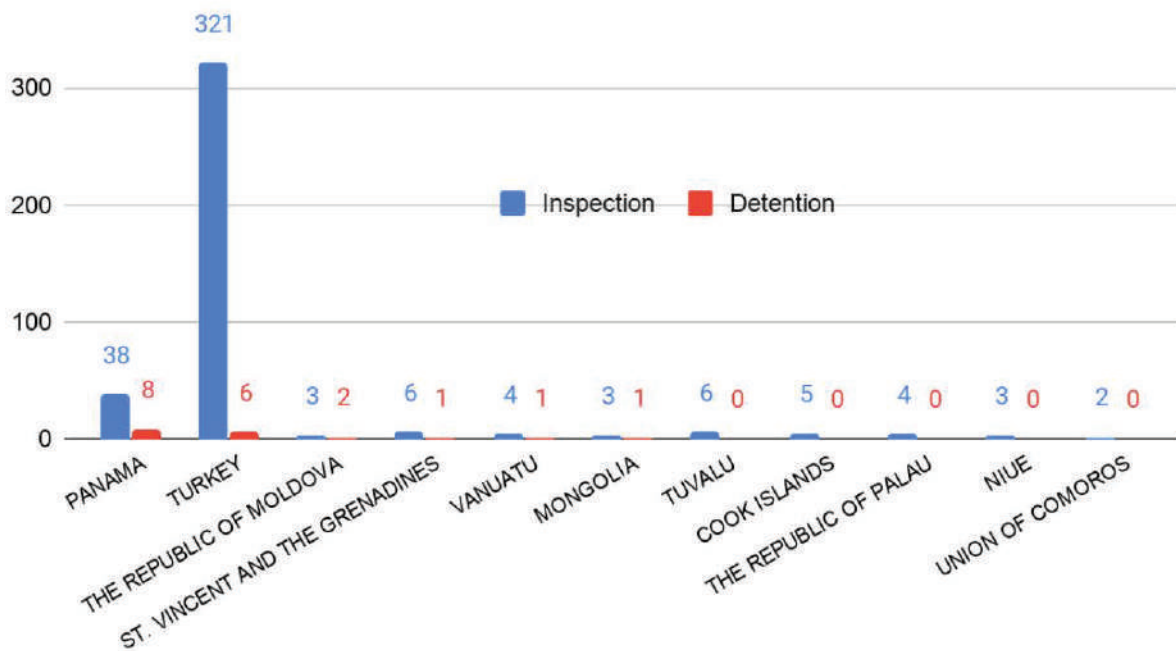 321
300
200
Inspection Detention
100
38 8 6 3 2 6 1 4 1 3 1 6 0 5 0 4 0 3 0 2 0
0
PANAMA
TURKEY
THE REPUBLIC OF MOLDOVA
ST. VINCENT AND THE GRENADINES
VANUATU
MONGOLIA
TUVALU
COOK ISLANDS
THE REPUBLIC OF PALAU
NIUE
UNION OF COMOROS